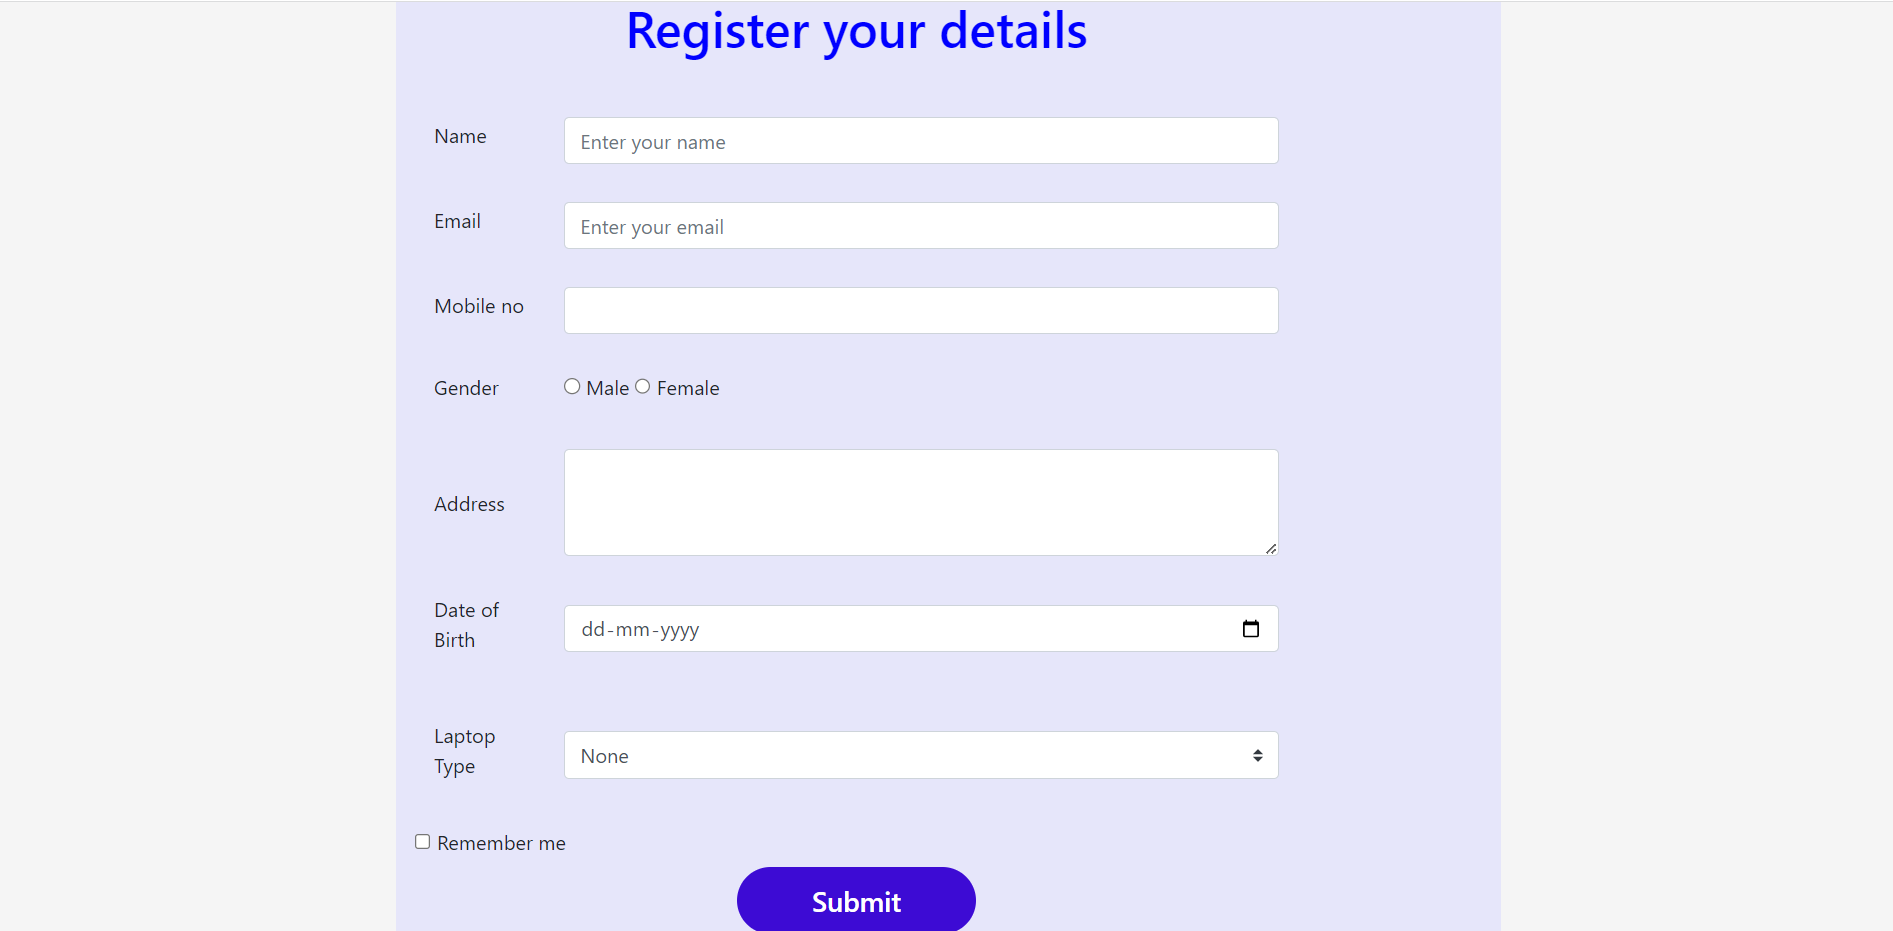 Register your details
Name
Enter your name
Email
Enter your email
Mobile no
Gender
Male Female
Address
Date of
Birth
dd-mm-yyyy
Laptop
Type
None
Remember me
Submit